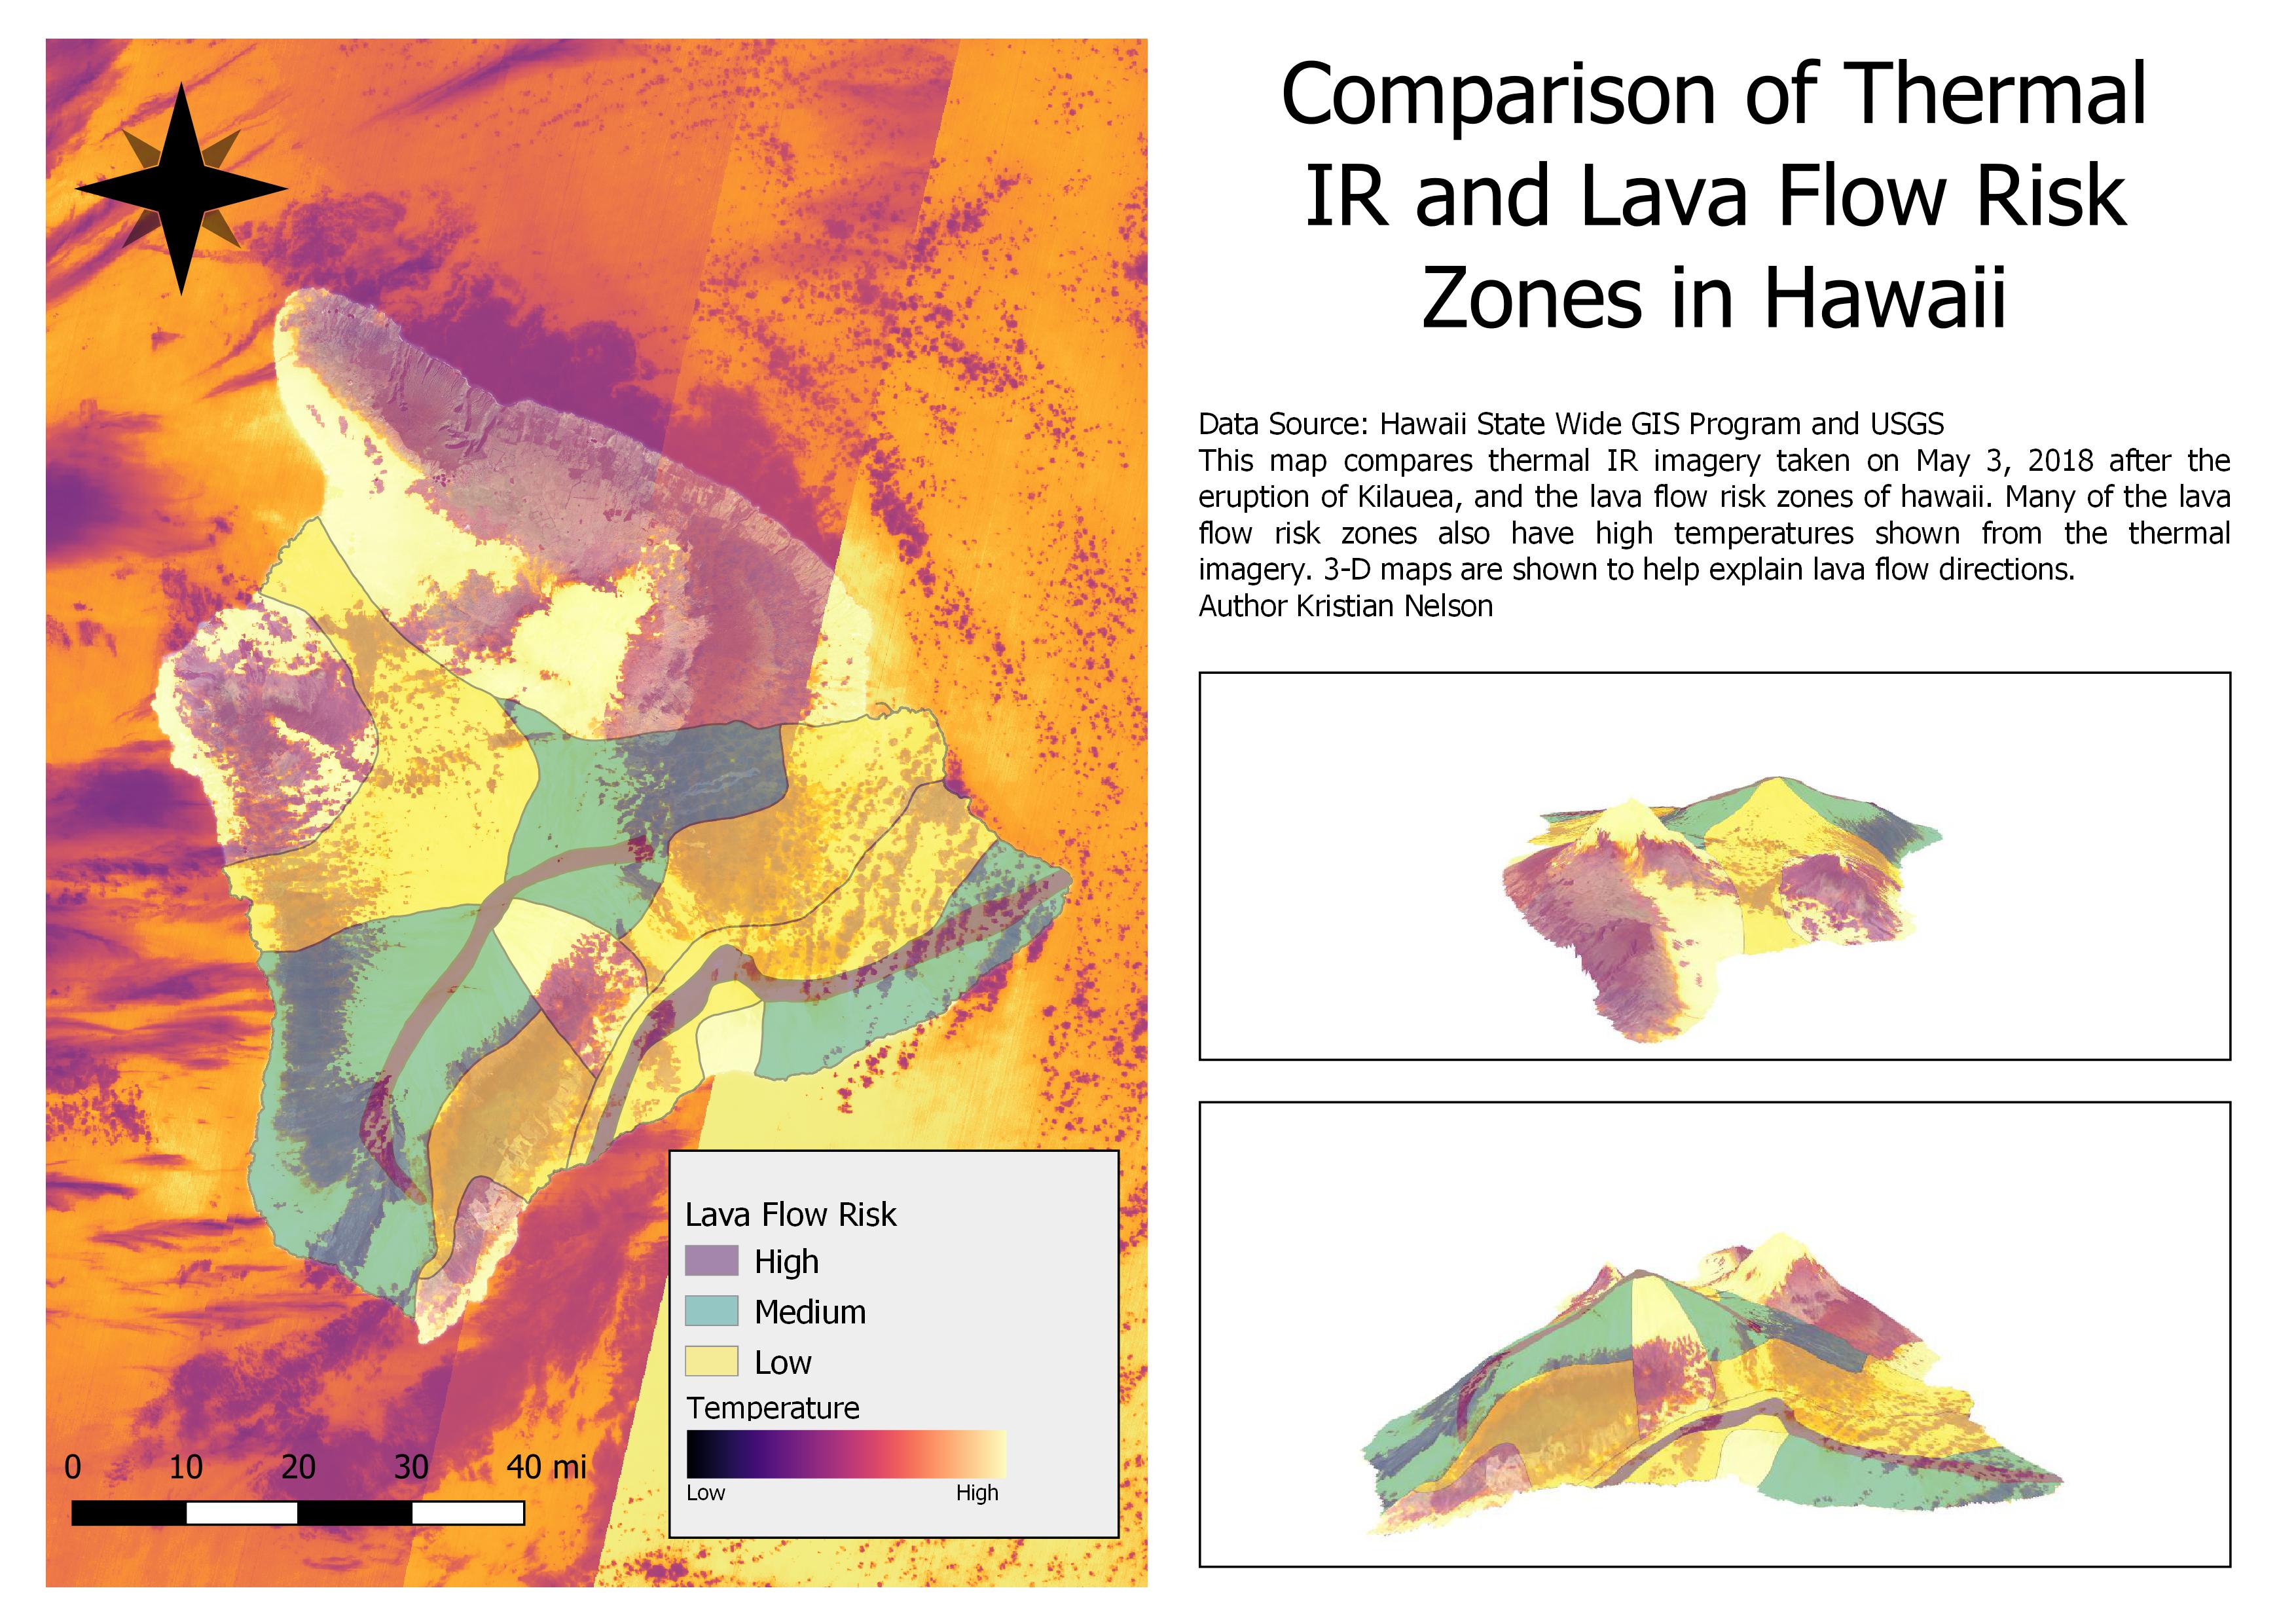 Comparison of Thermal
IR and Lava Flow Risk
Zones in Hawaii
Data Source: Hawaii State Wide GIS Program and USGS
This map compares thermal IR imagery taken on May 3, 2018 after the
eruption of Kilauea, and the lava flow risk zones of hawaii. Many of the lava
flow risk zones also have high temperatures shown from the thermal
imagery. 3-D maps are shown to help explain lava flow directions.
Author Kristian Nelson
Lava Flow Risk
High
Medium
Low
Temperature
Low High
0 10 20 30 40 mi